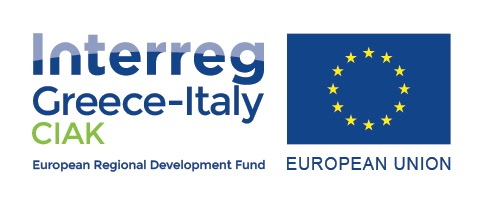 Interreg
Greece-Italy
CIAK
European Regional Development Fund
EUROPEAN UNION